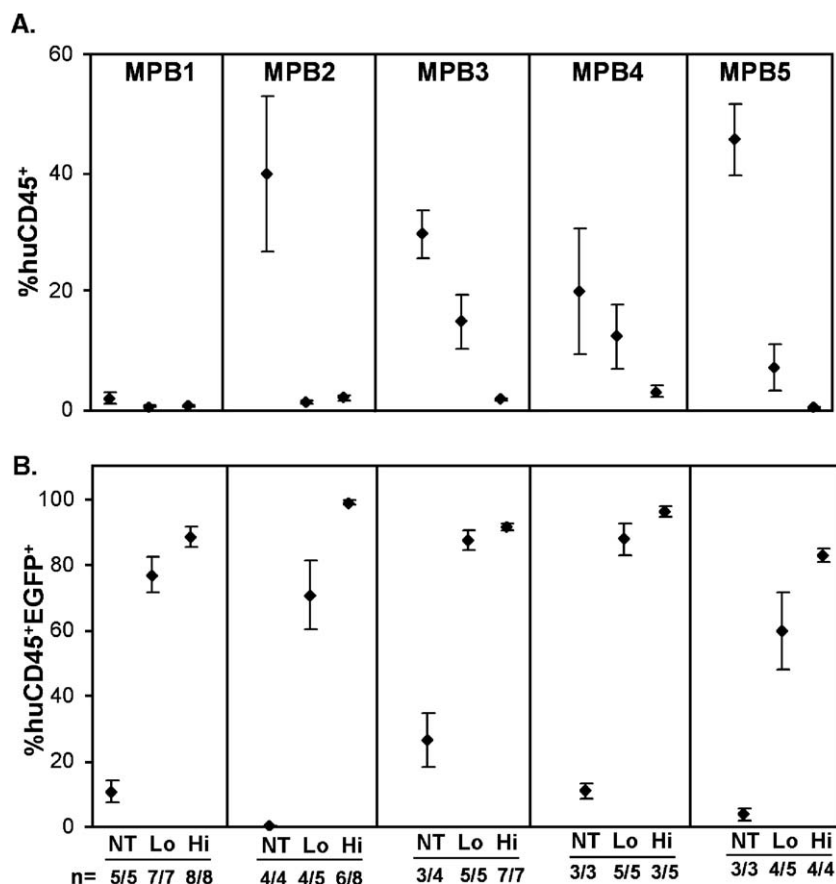 A.
60
MPB1 MPB2 MPB3 MPB4 MPB5
40
%huCD45+
20
0
B.
100
80
%huCD45+EGFP+
60
40
20
0
NT Lo Hi NT Lo Hi NT Lo Hi NT Lo Hi NT Lo Hi
n= 5/5 7/7 8/8 4/4 4/5 6/8 3/4 5/5 7/7 3/3 5/5 3/5 3/3 4/5 4/4